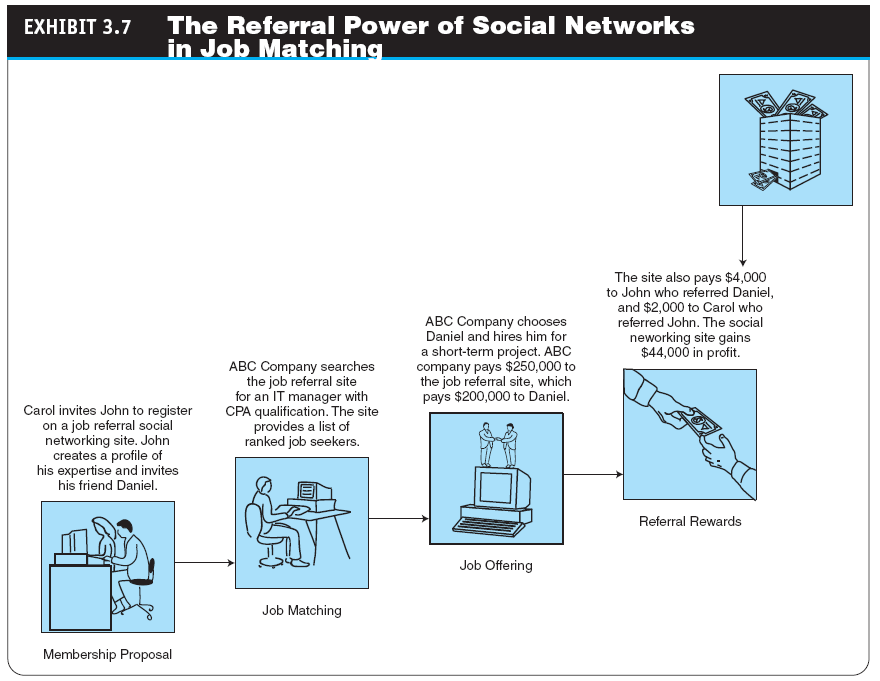 EXHIBIT 3.7
The Referral Power of Social Networks
in Job Matching
Carol invites John to register
on a job referral social
networking site. John
creates a profile of
his expertise and invites
his friend Daniel.
Membership Proposal
ABC Company searches
the job referral site
for an IT manager with
CPA qualification. The site
provides a list of
ranked job seekers.
Job Matching
ABC Company chooses
Daniel and hires him for
a short-term project. ABC
company pays $250,000 to
the job referral site, which
pays $200,000 to Daniel.
Job Offering
The site also pays $4,000
to John who referred Daniel,
and $2,000 to Carol who
referred John. The social
neworking site gains
$44,000 in profit.
Referral Rewards